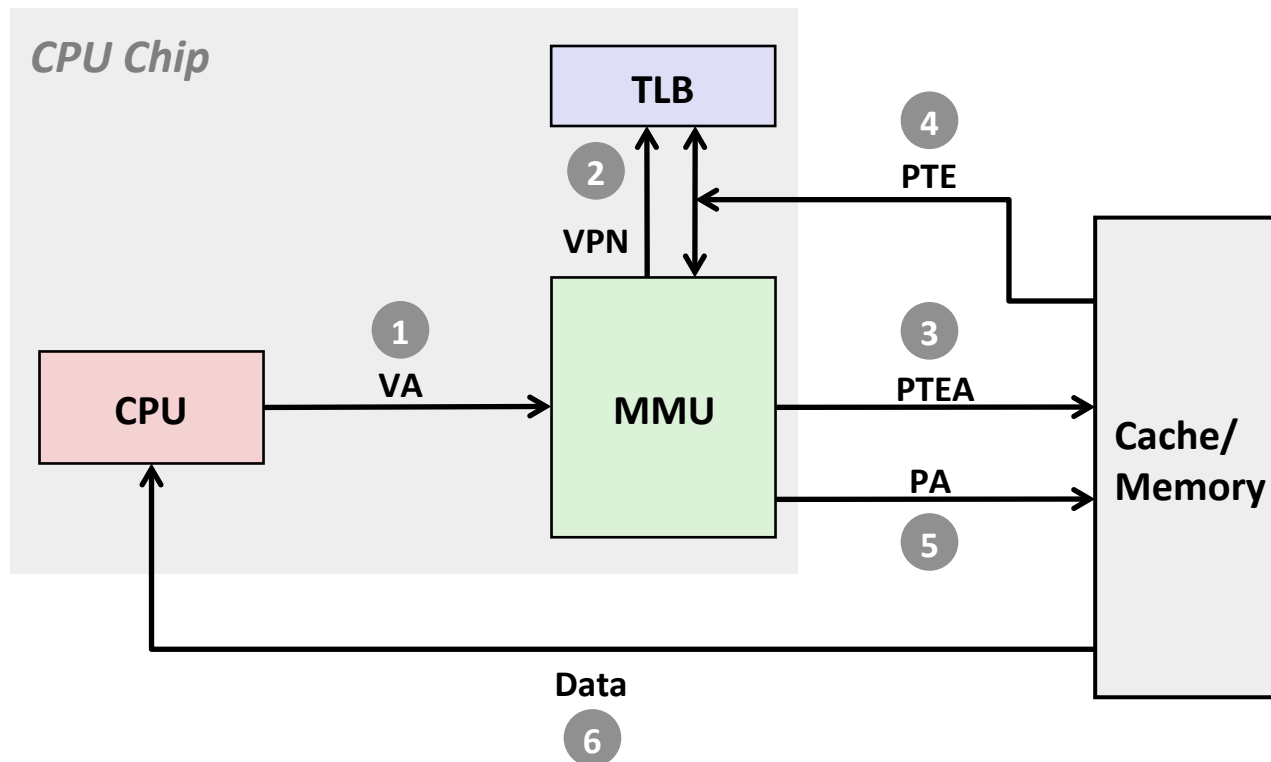 CPU Chip
TLB
4
2
PTE
VPN
1
3
VA
PTEA
CPU
MMU
Cache/
Memory
PA
5
Data
6